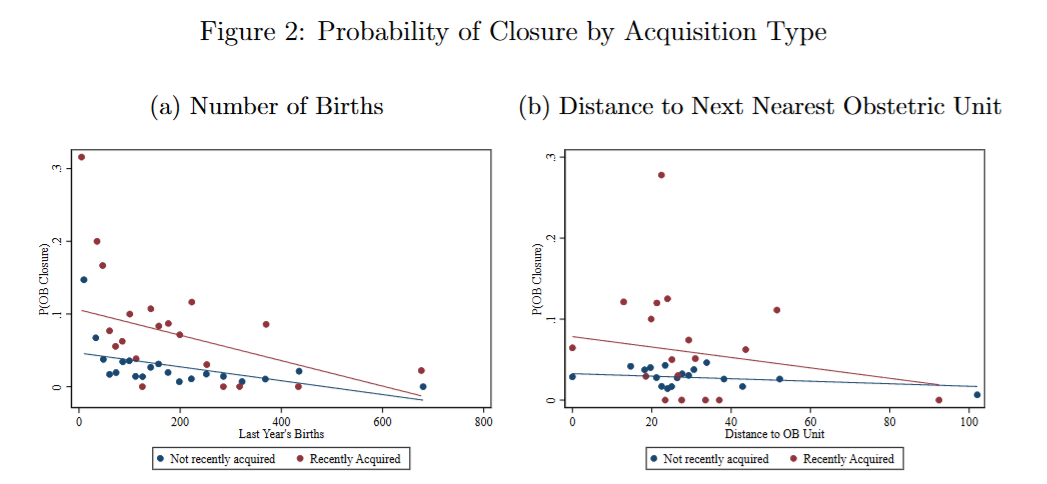 Figure 2: Probability of Closure by Acquisition Type
(a) Number of Births
(b) Distance to Next Nearest Obstetric Unit
P(OB Closure)
.3
.2
.1
0
0 200 400 600 800
Last Year's Births
Not recently acquired Recently Acquired
P(OB Closure)
.3
.2
.1
0
0 20 40 60 80 100
Distance to OB Unit
Not recently acquired Recently Acquired